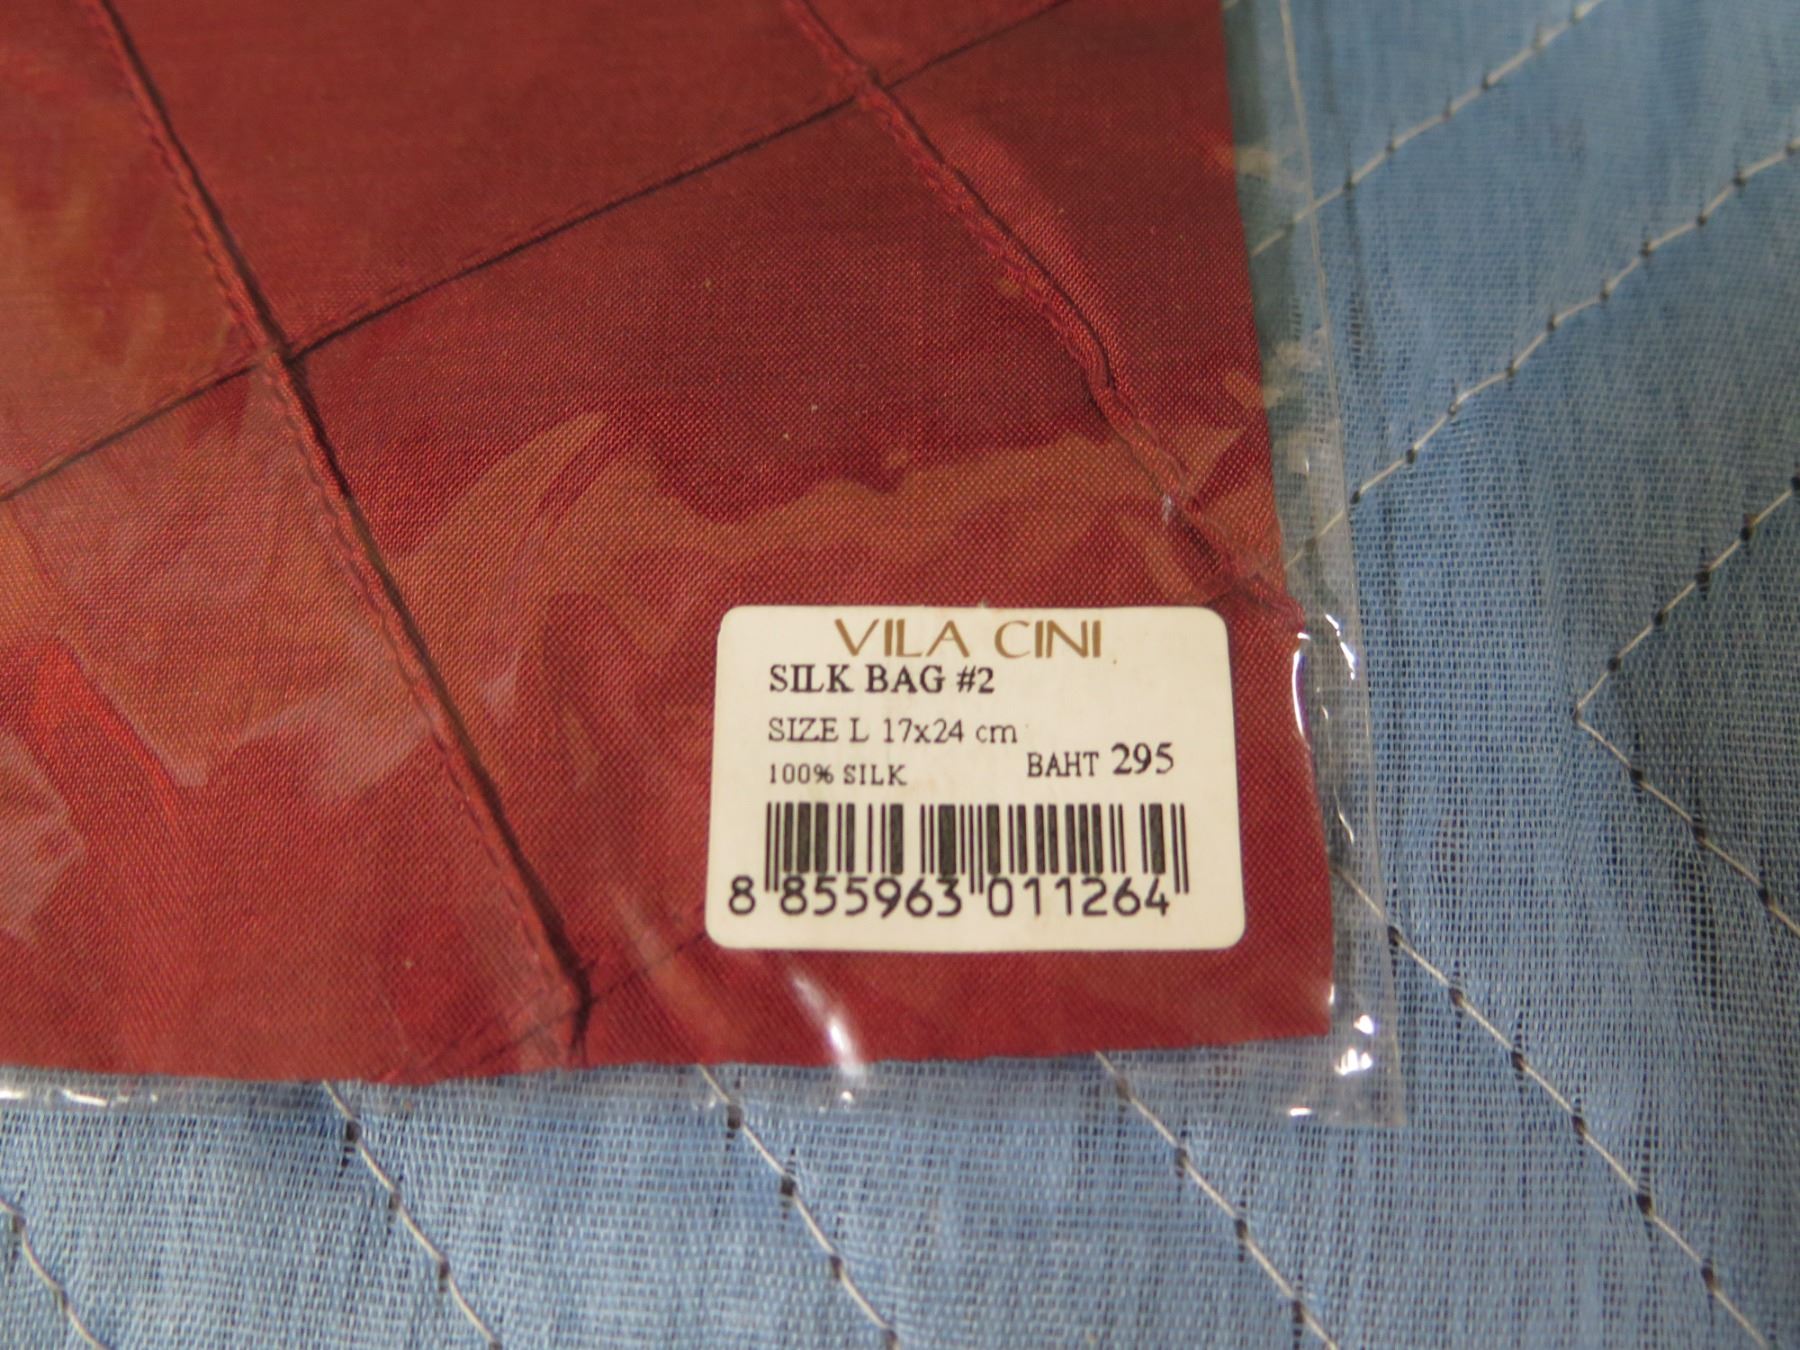 VILA CINI
SILK BAG #2
SIZE L 17x24 cm
100% SILK BAHT 295
8 855963 011264